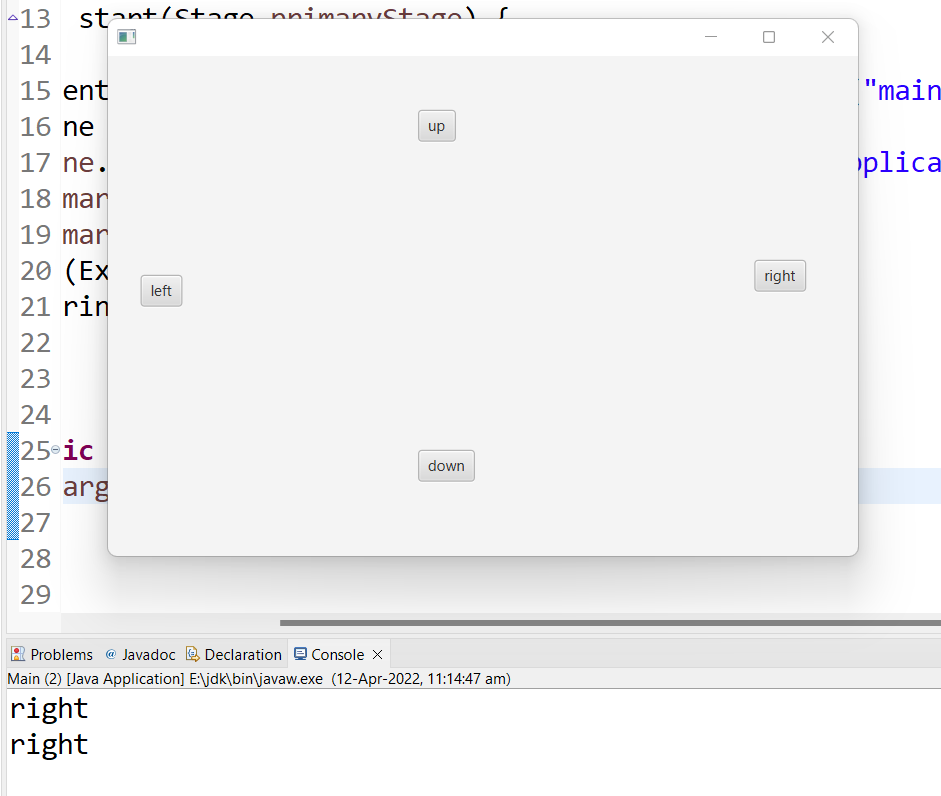 13 start(Stage primaryStage) {
14
15 ent ("main
16 ne
17 ne. pplica
18 mar
19 mar
20 (Ex
21 rin
22
23
24
25 ic
26 arg
27
28
29
up
left
right
down
Problems @ Javadoc Declaration Console
Main (2) [Java Application] E:\jdk\bin\javaw.exe (12-Apr-2022, 11:14:47 am)
right
right